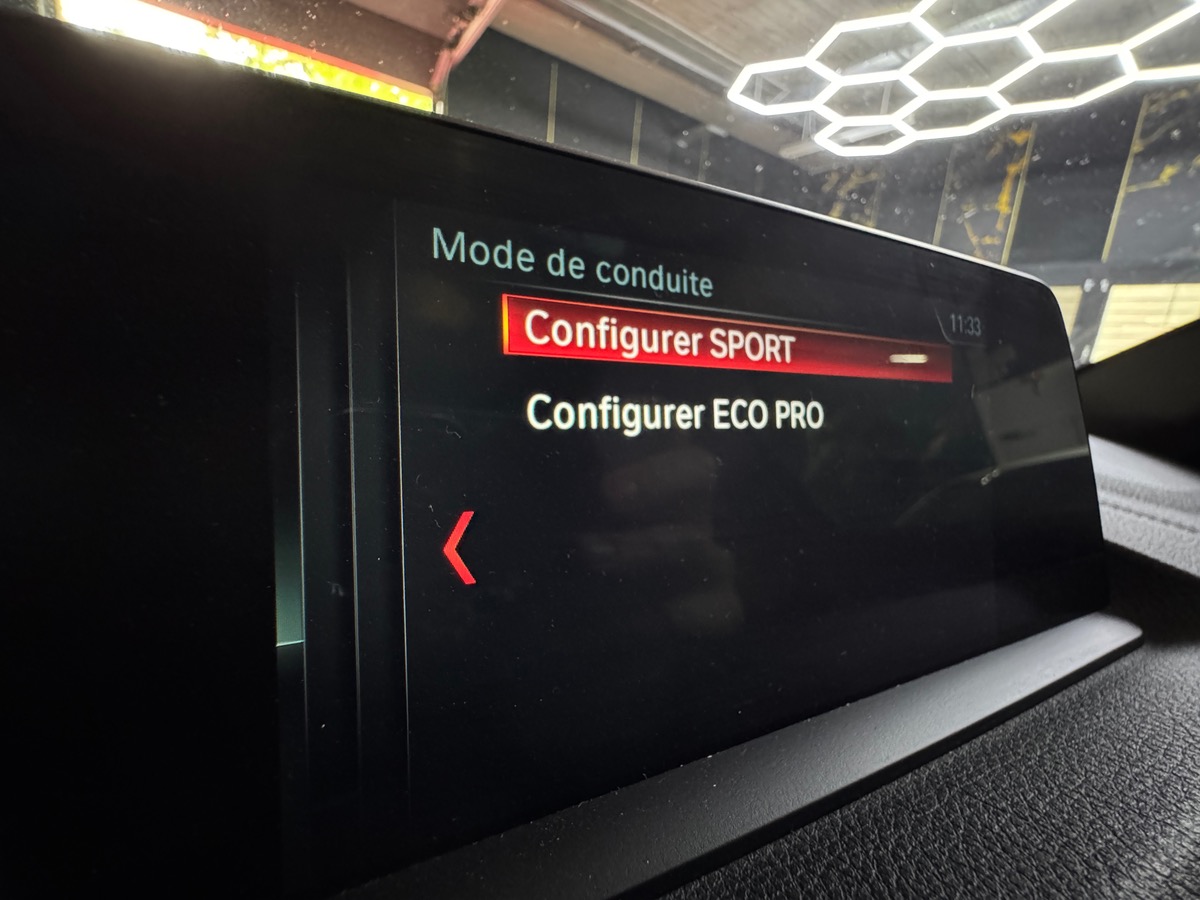 Mode de conduite
11:33
Configurer SPORT
Configurer ECO PRO